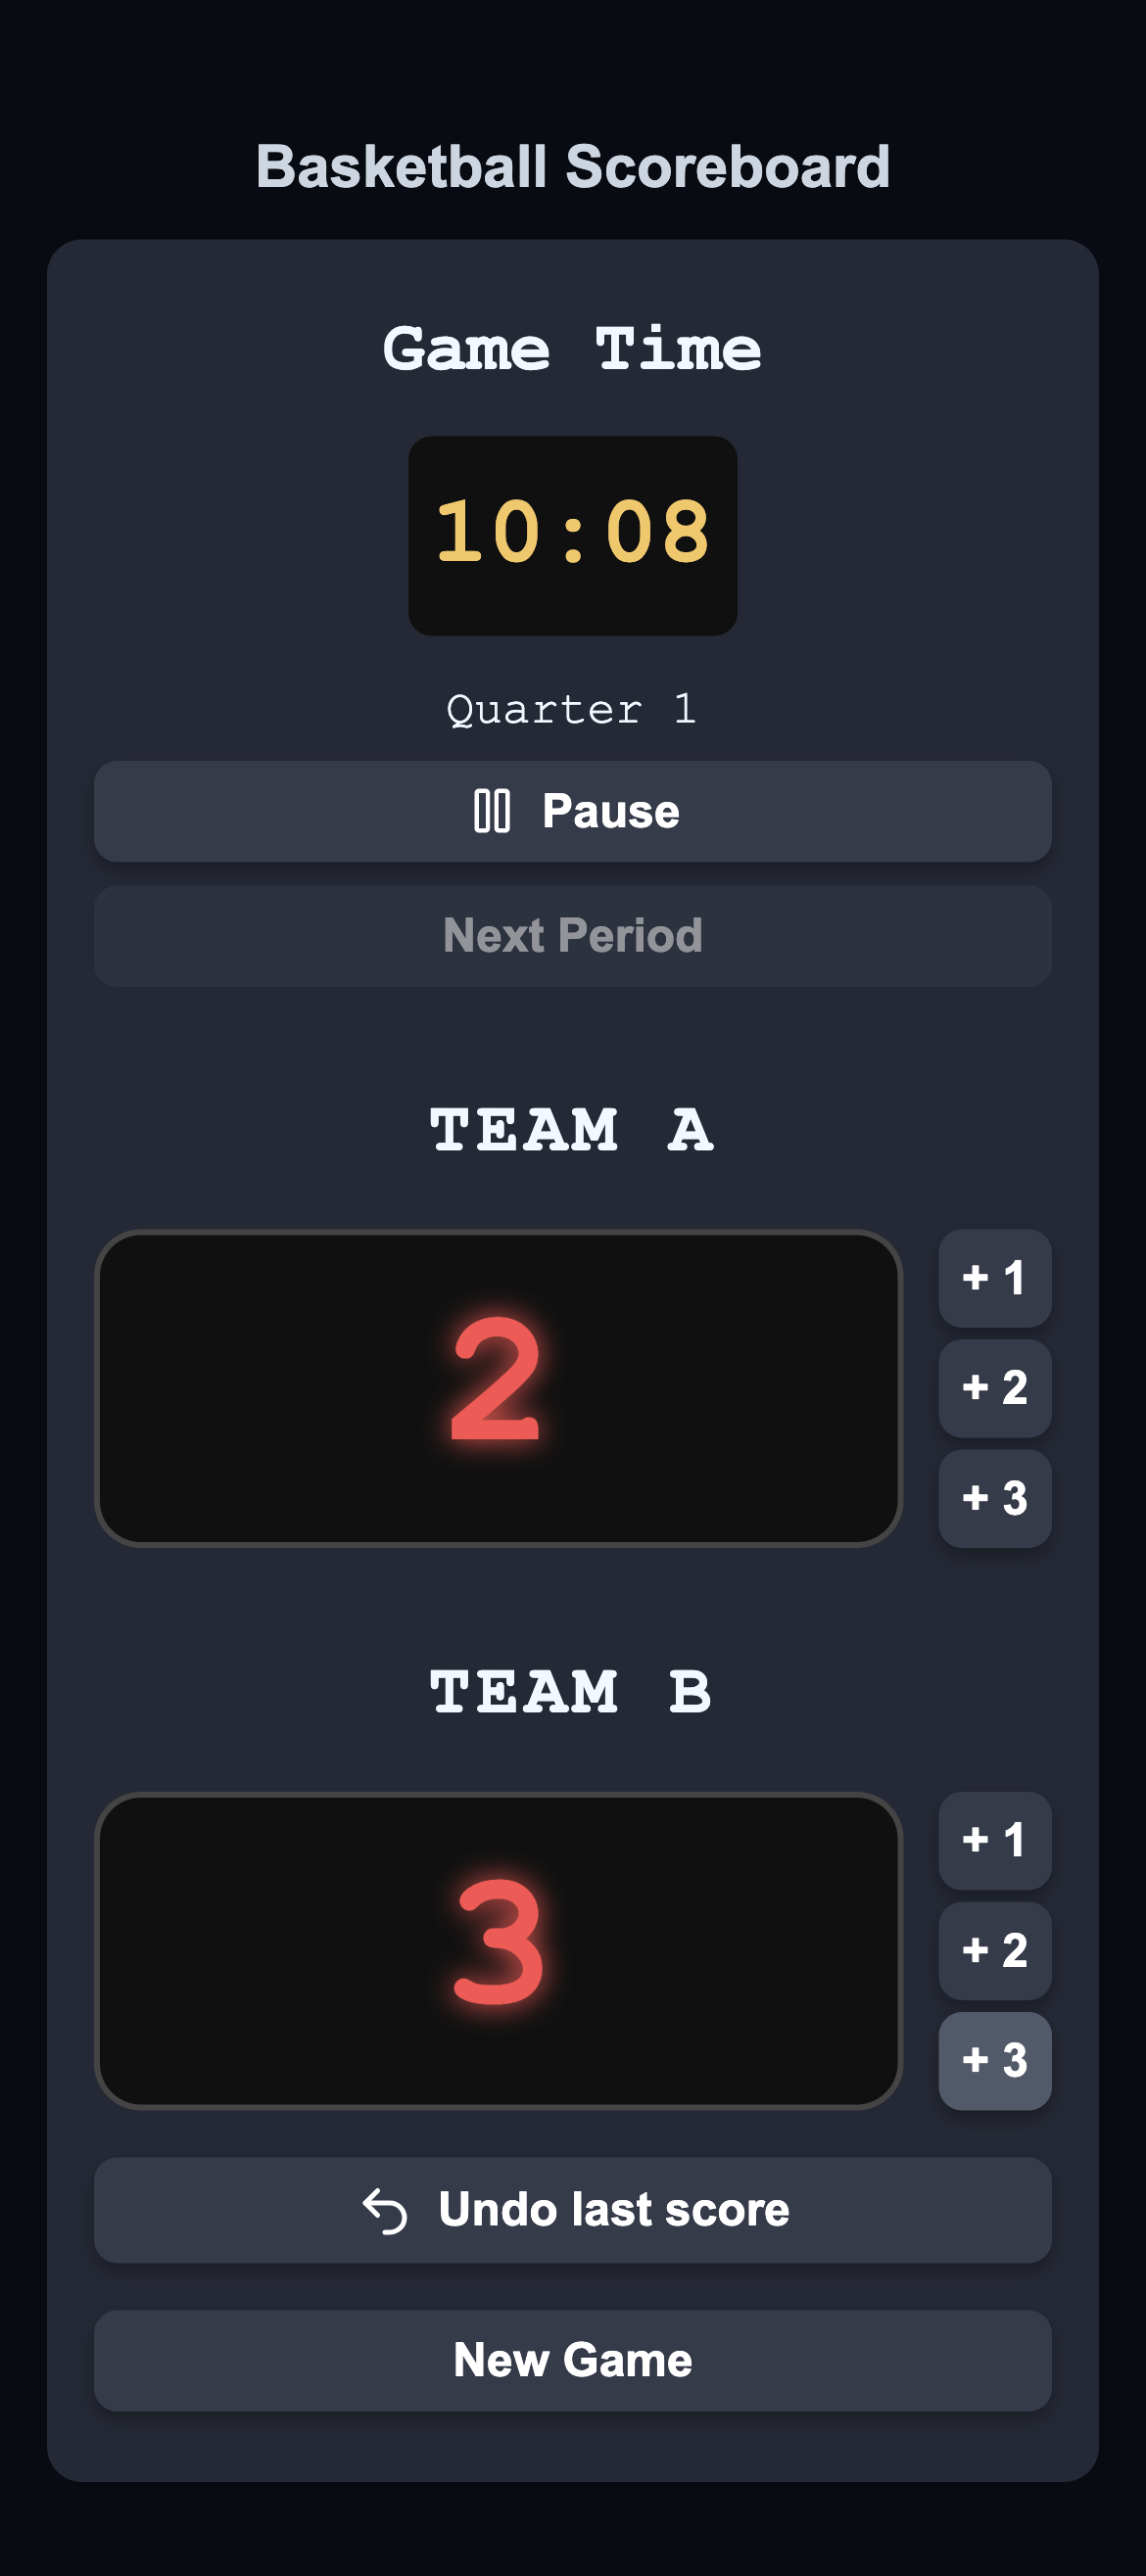 Basketball Scoreboard
Game Time
10:08
Quarter 1
Pause
Next Period
TEAM A
2
+ 1
+ 2
+ 3
TEAM B
3
+ 1
+ 2
+ 3
Undo last score
New Game